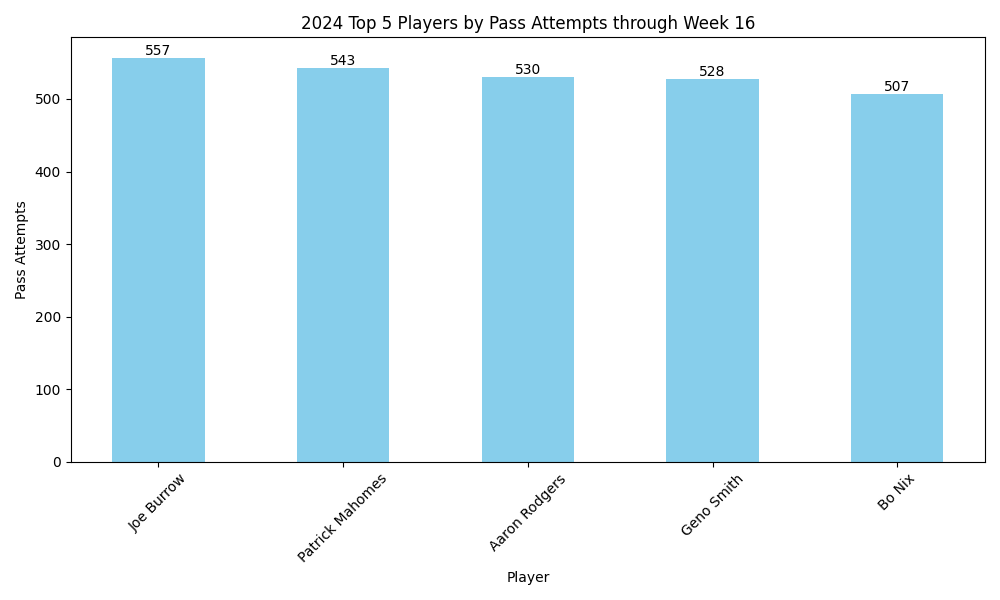 2024 Top 5 Players by Pass Attempts through Week 16
557
543
530
528
507
Pass Attempts
500
400
300
200
100
0
Joe Burrow
Patrick Mahomes
Aaron Rodgers
Geno Smith
Bo Nix
Player